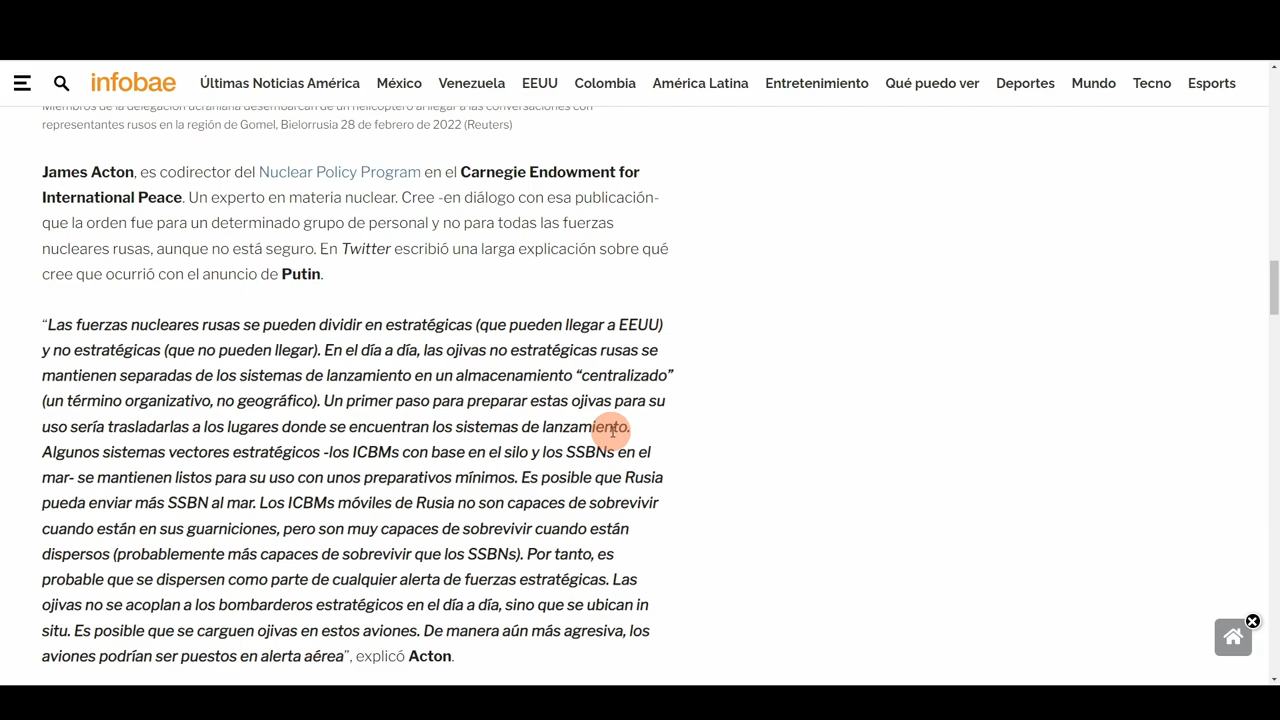 infobae
Últimas Noticias América
México
Venezuela
EEUU
Colombia
América Latina
Entretenimiento
Qué puedo ver
Deportes
Mundo
Tecno
Esports
Miembros de la delegación ucraniana desembarcan de un helicóptero al llegar a las conversaciones con
representantes rusos en la región de Gomel, Bielorrusia 28 de febrero de 2022 (Reuters)
James Acton, es codirector del Nuclear Policy Program en el Carnegie Endowment for
International Peace. Un experto en materia nuclear. Cree -en diálogo con esa publicación-
que la orden fue para un determinado grupo de personal y no para todas las fuerzas
nucleares rusas, aunque no está seguro. En Twitter escribió una larga explicación sobre qué
cree que ocurrió con el anuncio de Putin.
“Las fuerzas nucleares rusas se pueden dividir en estratégicas (que pueden llegar a EEUU)
y no estratégicas (que no pueden llegar). En el día a día, las ojivas no estratégicas rusas se
mantienen separadas de los sistemas de lanzamiento en un almacenamiento “centralizado”
(un término organizativo, no geográfico). Un primer paso para preparar estas ojivas para su
uso sería trasladarlas a los lugares donde se encuentran los sistemas de lanzamiento.
Algunos sistemas vectores estratégicos -los ICBMs con base en el silo y los SSBNs en el
mar- se mantienen listos para su uso con unos preparativos mínimos. Es posible que Rusia
pueda enviar más SSBN al mar. Los ICBMs móviles de Rusia no son capaces de sobrevivir
cuando están en sus guarniciones, pero son muy capaces de sobrevivir cuando están
dispersos (probablemente más capaces de sobrevivir que los SSBNs). Por tanto, es
probable que se dispersen como parte de cualquier alerta de fuerzas estratégicas. Las
ojivas no se acoplan a los bombarderos estratégicos en el día a día, sino que se ubican in
situ. Es posible que se carguen ojivas en estos aviones. De manera aún más agresiva, los
aviones podrían ser puestos en alerta aérea”, explicó Acton.